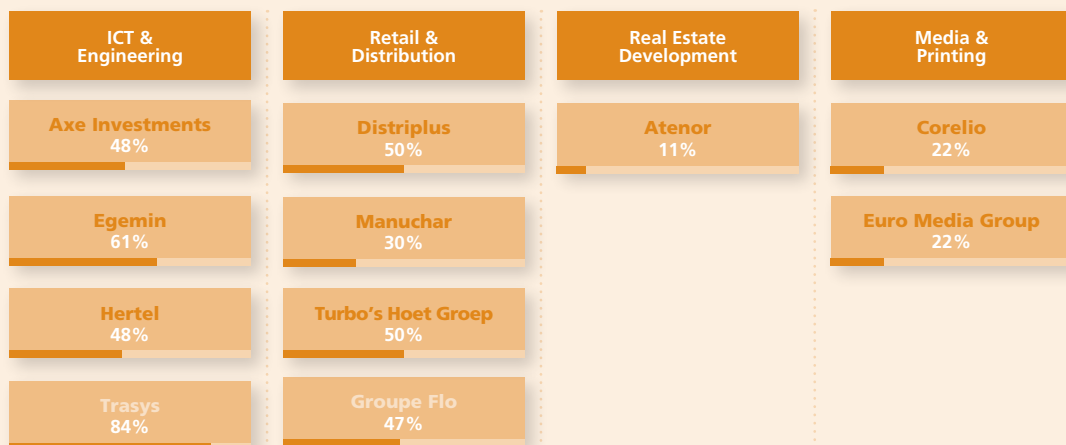 ICT &
Engineering
Axe Investments
48%
Egemin
61%
Hertel
48%
Trasys
84%
Retail &
Distribution
Distriplus
50%
Manuchar
30%
Turbo's Hoet Groep
50%
Groupe Flo
47%
Real Estate
Development
Atenor
11%
Media &
Printing
Corelio
22%
Euro Media Group
22%